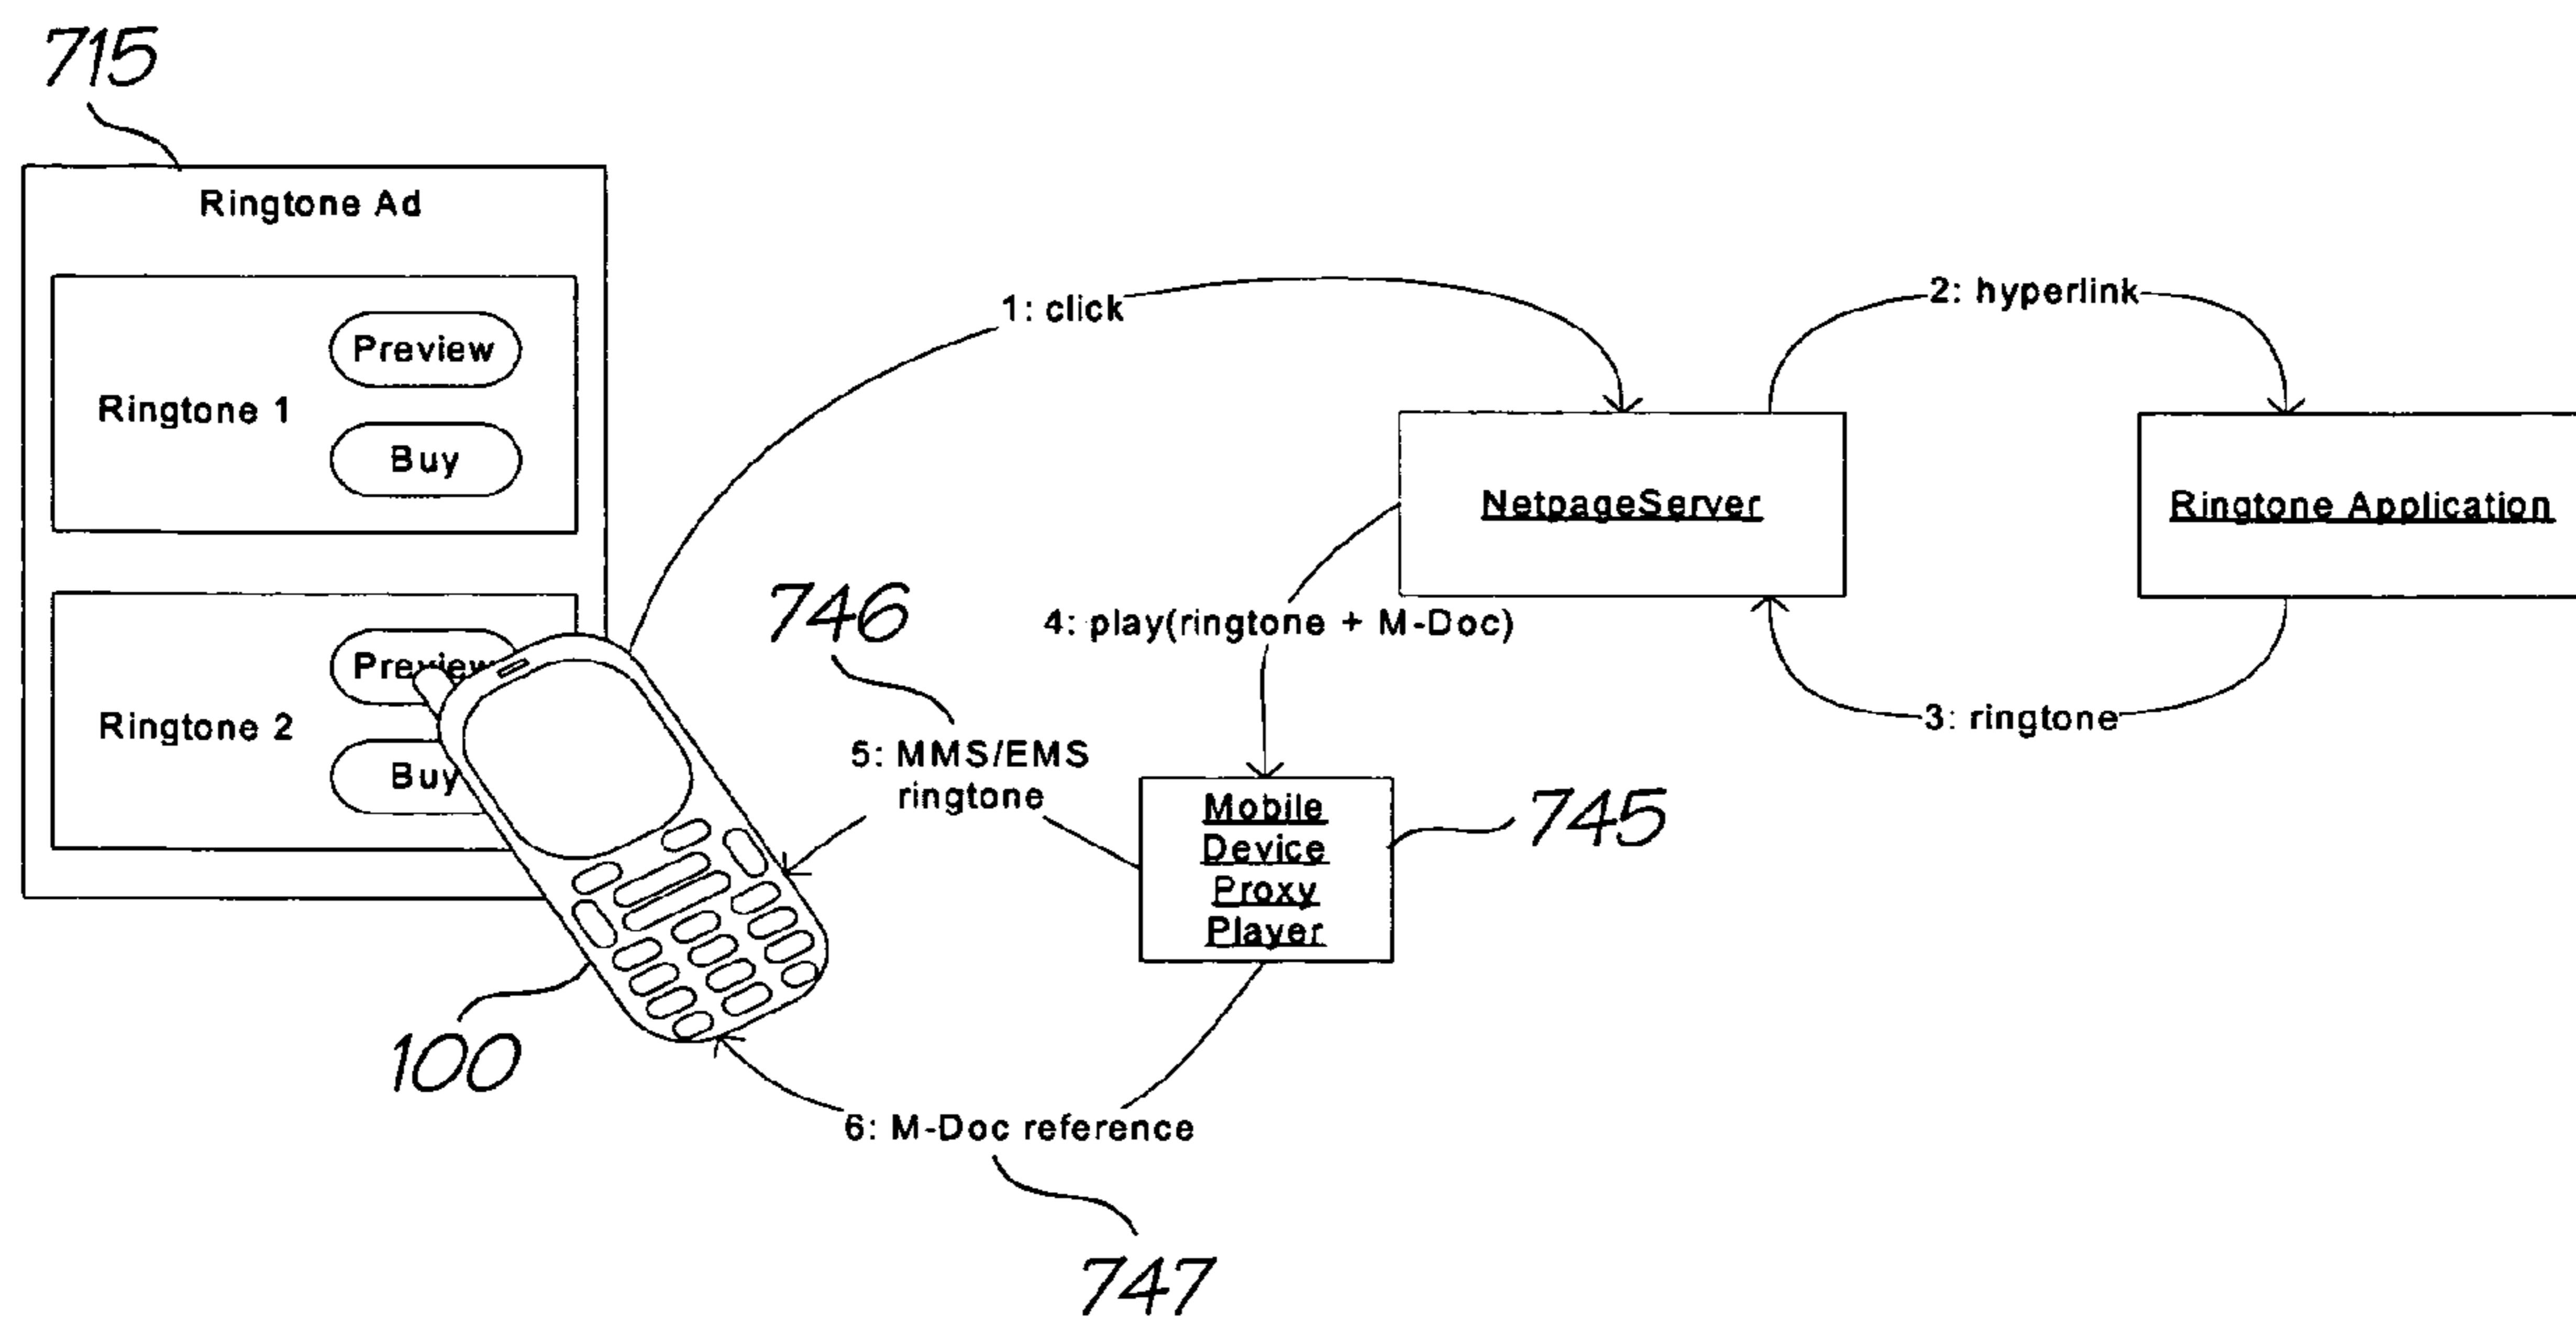 715
Ringtone Ad
Preview
Ringtone 1
Buy
Preview
Ringtone 2
Buy
100
1: click
2: hyperlink
NetpageServer
Ringtone Application
3: ringtone
4: play(ringtone + M-Doc)
746
5: MMS/EMS
ringtone
Mobile
Device
Proxy
Player
745
6: M-Doc reference
747